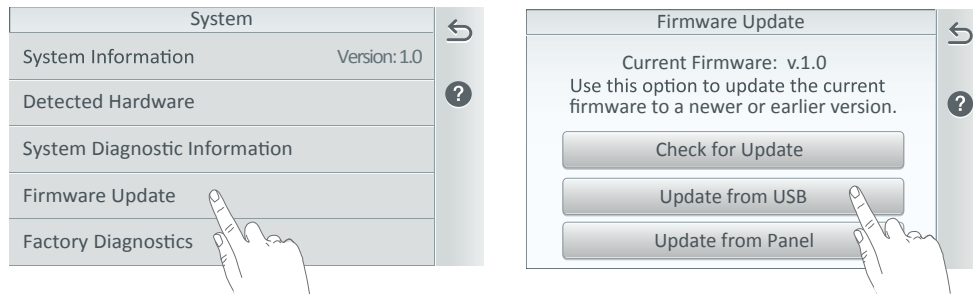 System
System Information Version: 1.0
Detected Hardware
System Diagnostic Information
Firmware Update
Factory Diagnostics
?
Firmware Update
Current Firmware: v.1.0
Use this option to update the current
firmware to a newer or earlier version.
Check for Update
Update from USB
Update from Panel
?